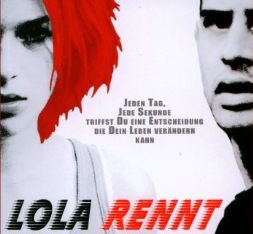 JEDEN TAG,
JEDE SEKUNDE
TRIFFST DU EINE ENTSCHEIDUNG
DIE DEIN LEBEN VERÄNDERN
KANN
LOLA RENNT